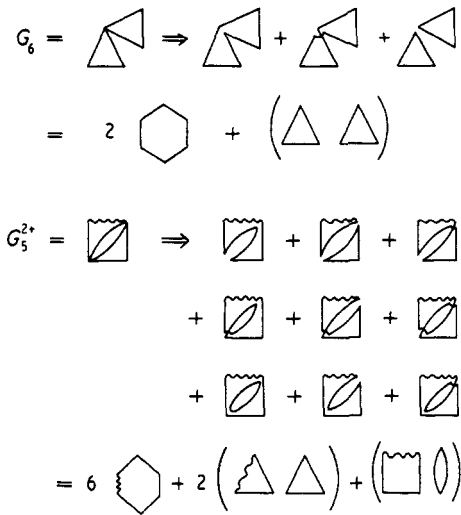 G₆ = ⇒ + +
= 2 + ( )
G₅²⁺ = ⇒ + +
+ + +
+ + +
= 6 + 2 ( ) + ( )